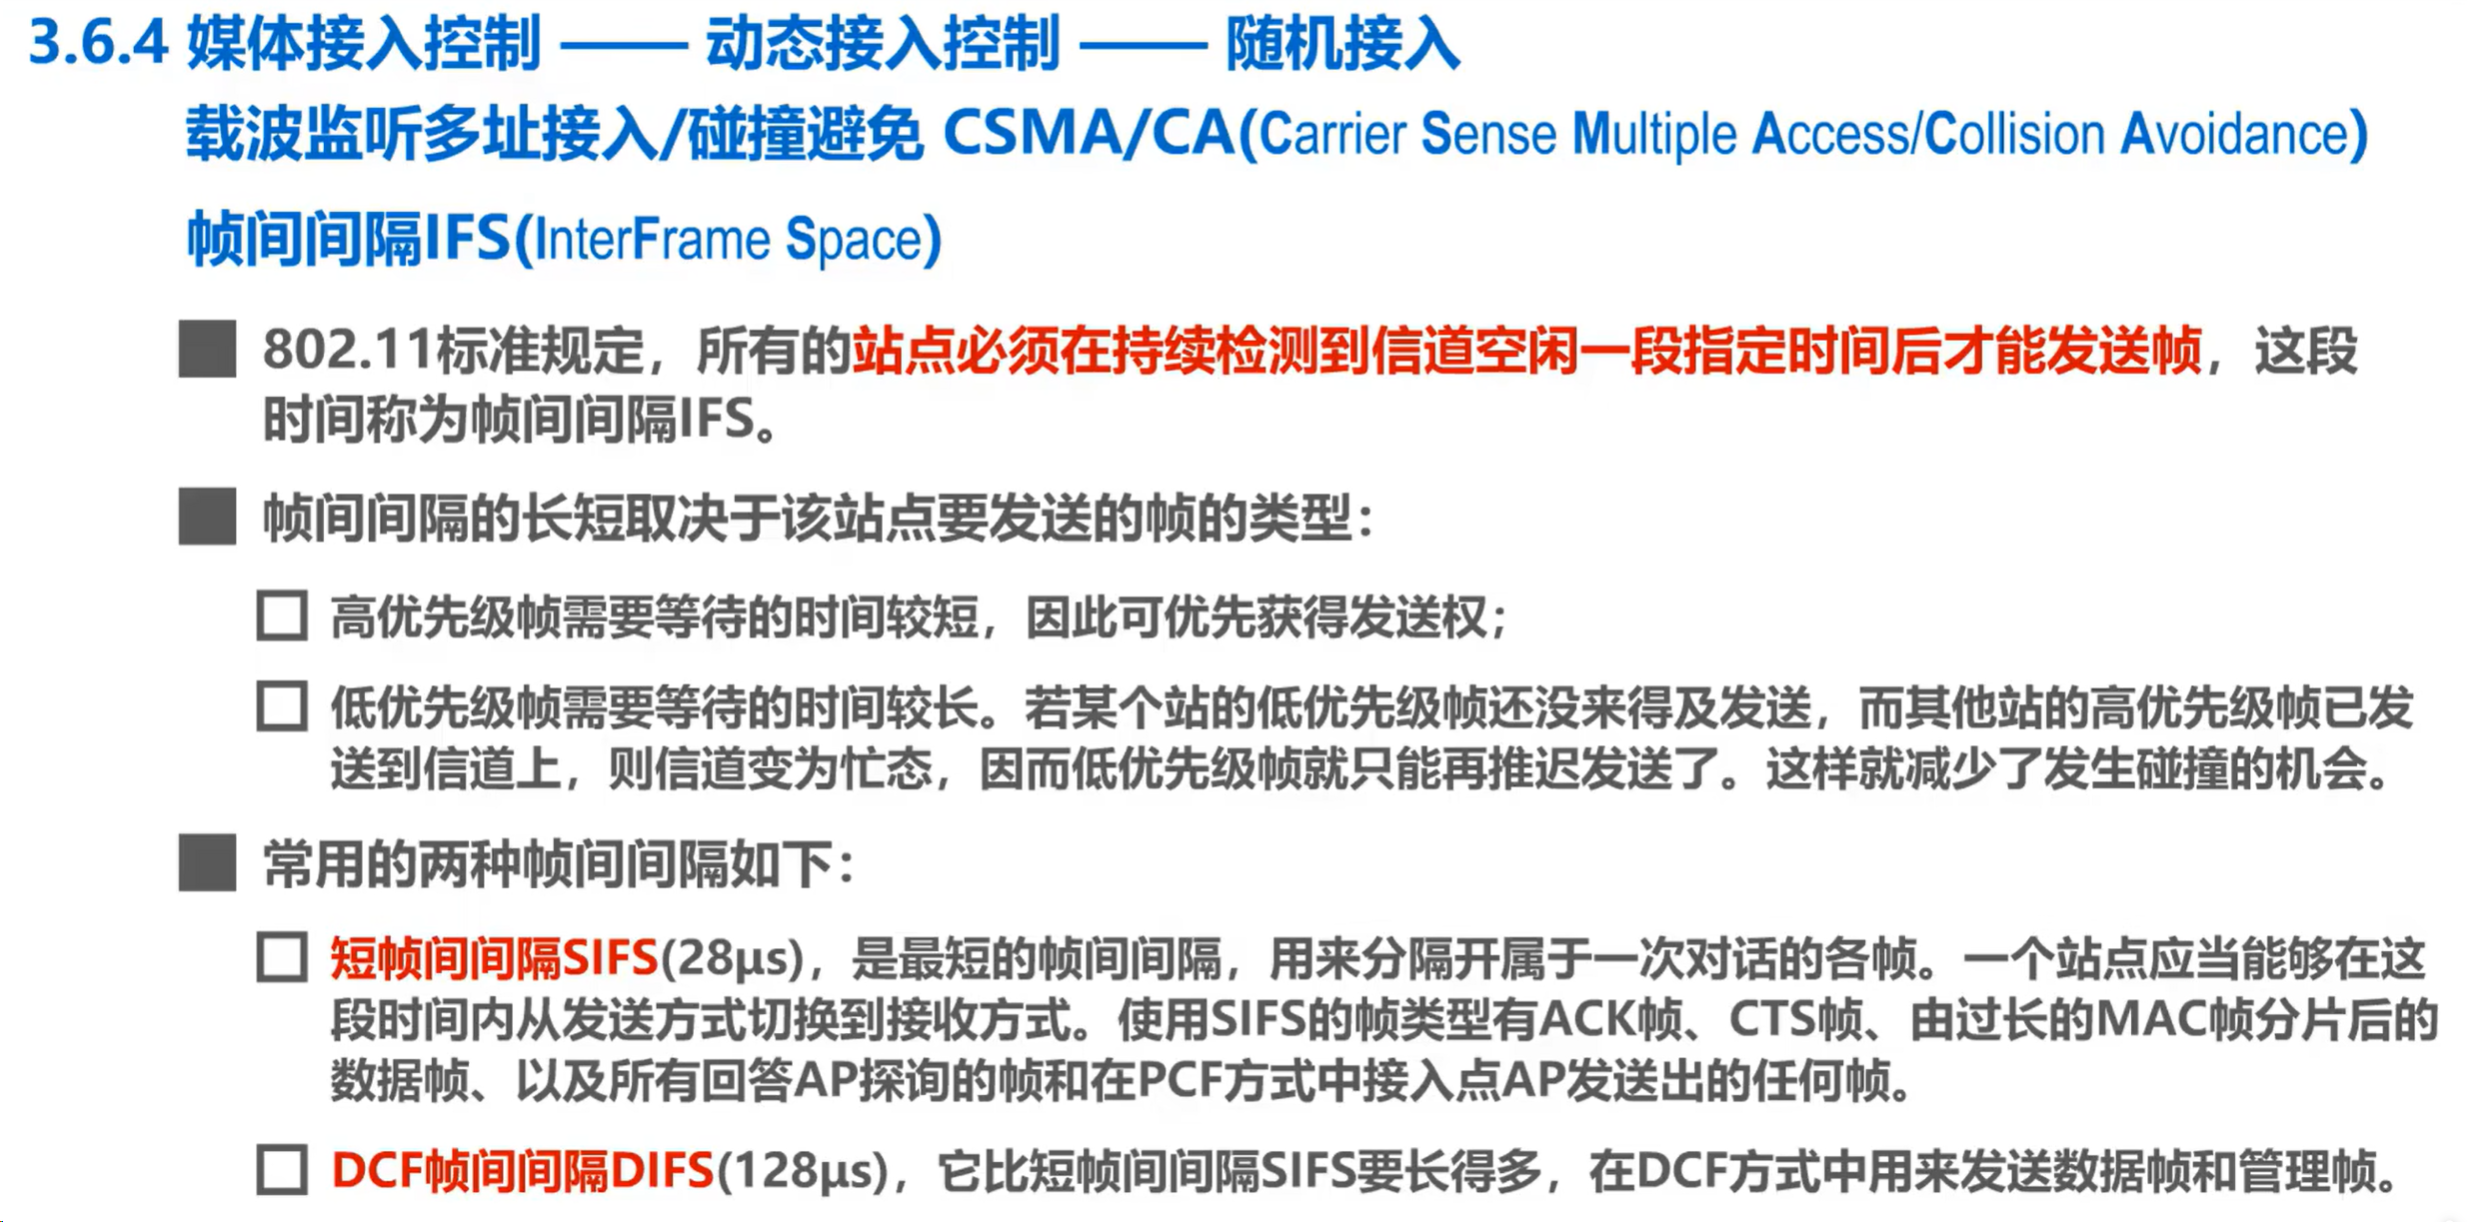 3.6.4 媒体接入控制 —— 动态接入控制 —— 随机接入
载波监听多址接入/碰撞避免 CSMA/CA(Carrier Sense Multiple Access/Collision Avoidance)
帧间间隔IFS(InterFrame Space)
802.11标准规定，所有的站点必须在持续检测到信道空闲一段指定时间后才能发送帧，这段
时间称为帧间间隔IFS。
帧间间隔的长短取决于该站点要发送的帧的类型：
高优先级帧需要等待的时间较短，因此可优先获得发送权；
低优先级帧需要等待的时间较长。若某个站的低优先级帧还没来得及发送，而其他站的高优先级帧已发
送到信道上，则信道变为忙态，因而低优先级帧就只能再推迟发送了。这样就减少了发生碰撞的机会。
常用的两种帧间间隔如下：
短帧间间隔SIFS(28μs)，是最短的帧间间隔，用来分隔开属于一次对话的各帧。一个站点应当能够在这
段时间内从发送方式切换到接收方式。使用SIFS的帧类型有ACK帧、CTS帧、由过长的MAC帧分片后的
数据帧、以及所有回答AP探询的帧和在PCF方式中接入点AP发送出的任何帧。
DCF帧间间隔DIFS(128μs)，它比短帧间间隔SIFS要长得多，在DCF方式中用来发送数据帧和管理帧。